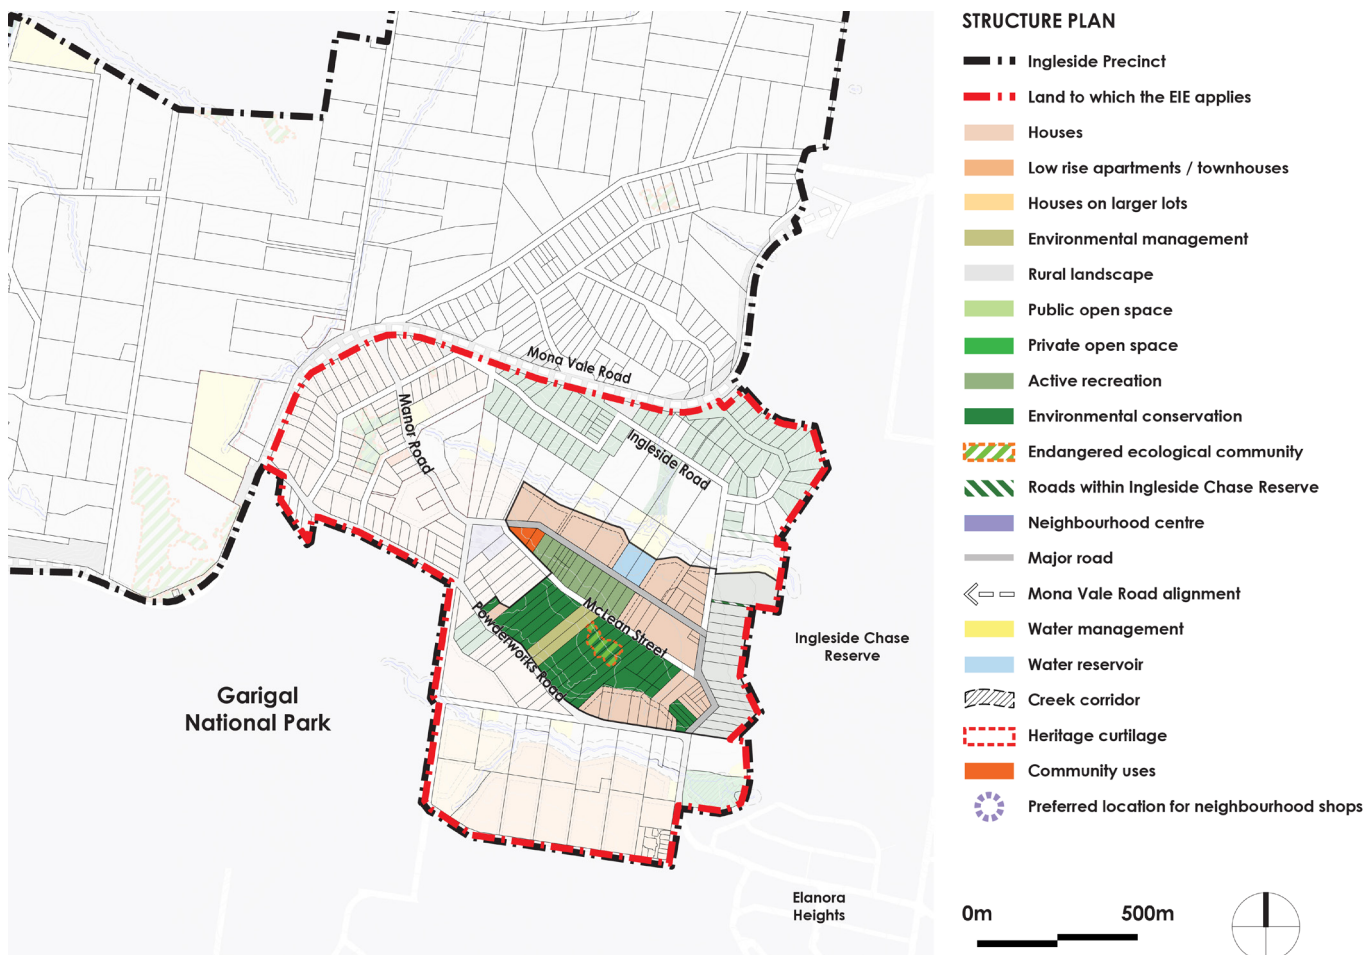 STRUCTURE PLAN
Ingleside Precinct
Land to which the EIE applies
Houses
Low rise apartments / townhouses
Houses on larger lots
Environmental management
Rural landscape
Public open space
Private open space
Active recreation
Environmental conservation
Endangered ecological community
Roads within Ingleside Chase Reserve
Neighbourhood centre
Major road
Mona Vale Road alignment
Water management
Water reservoir
Creek corridor
Heritage curtilage
Community uses
Preferred location for neighbourhood shops
0m 500m
Mona Vale Road
Manor Road
Ingleside Road
McLean Street
Powderworks Road
Ingleside Chase
Reserve
Garigal
National Park
Elanora
Heights